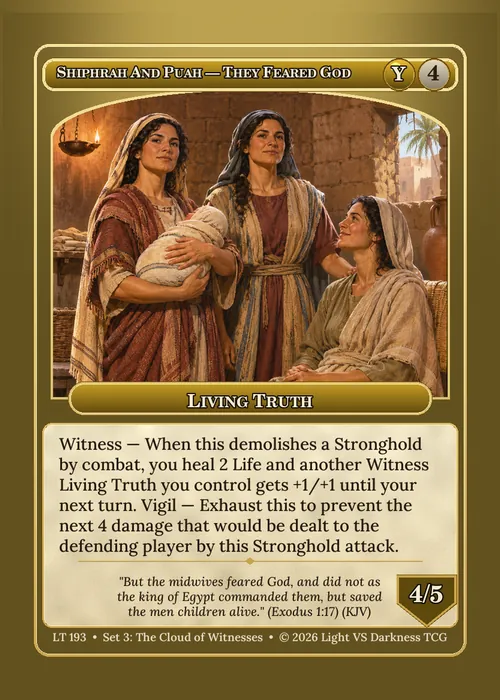 Shiphrah And Puah — They Feared God Y 4
Living Truth
Witness — When this demolishes a Stronghold
by combat, you heal 2 Life and another Witness
Living Truth you control gets +1/+1 until your
next turn. Vigil — Exhaust this to prevent the
next 4 damage that would be dealt to the
defending player by this Stronghold attack.
"But the midwives feared God, and did not as
the king of Egypt commanded them, but saved
the men children alive." (Exodus 1:17) (KJV)
4/5
LT 193 • Set 3: The Cloud of Witnesses • © 2026 Light VS Darkness TCG